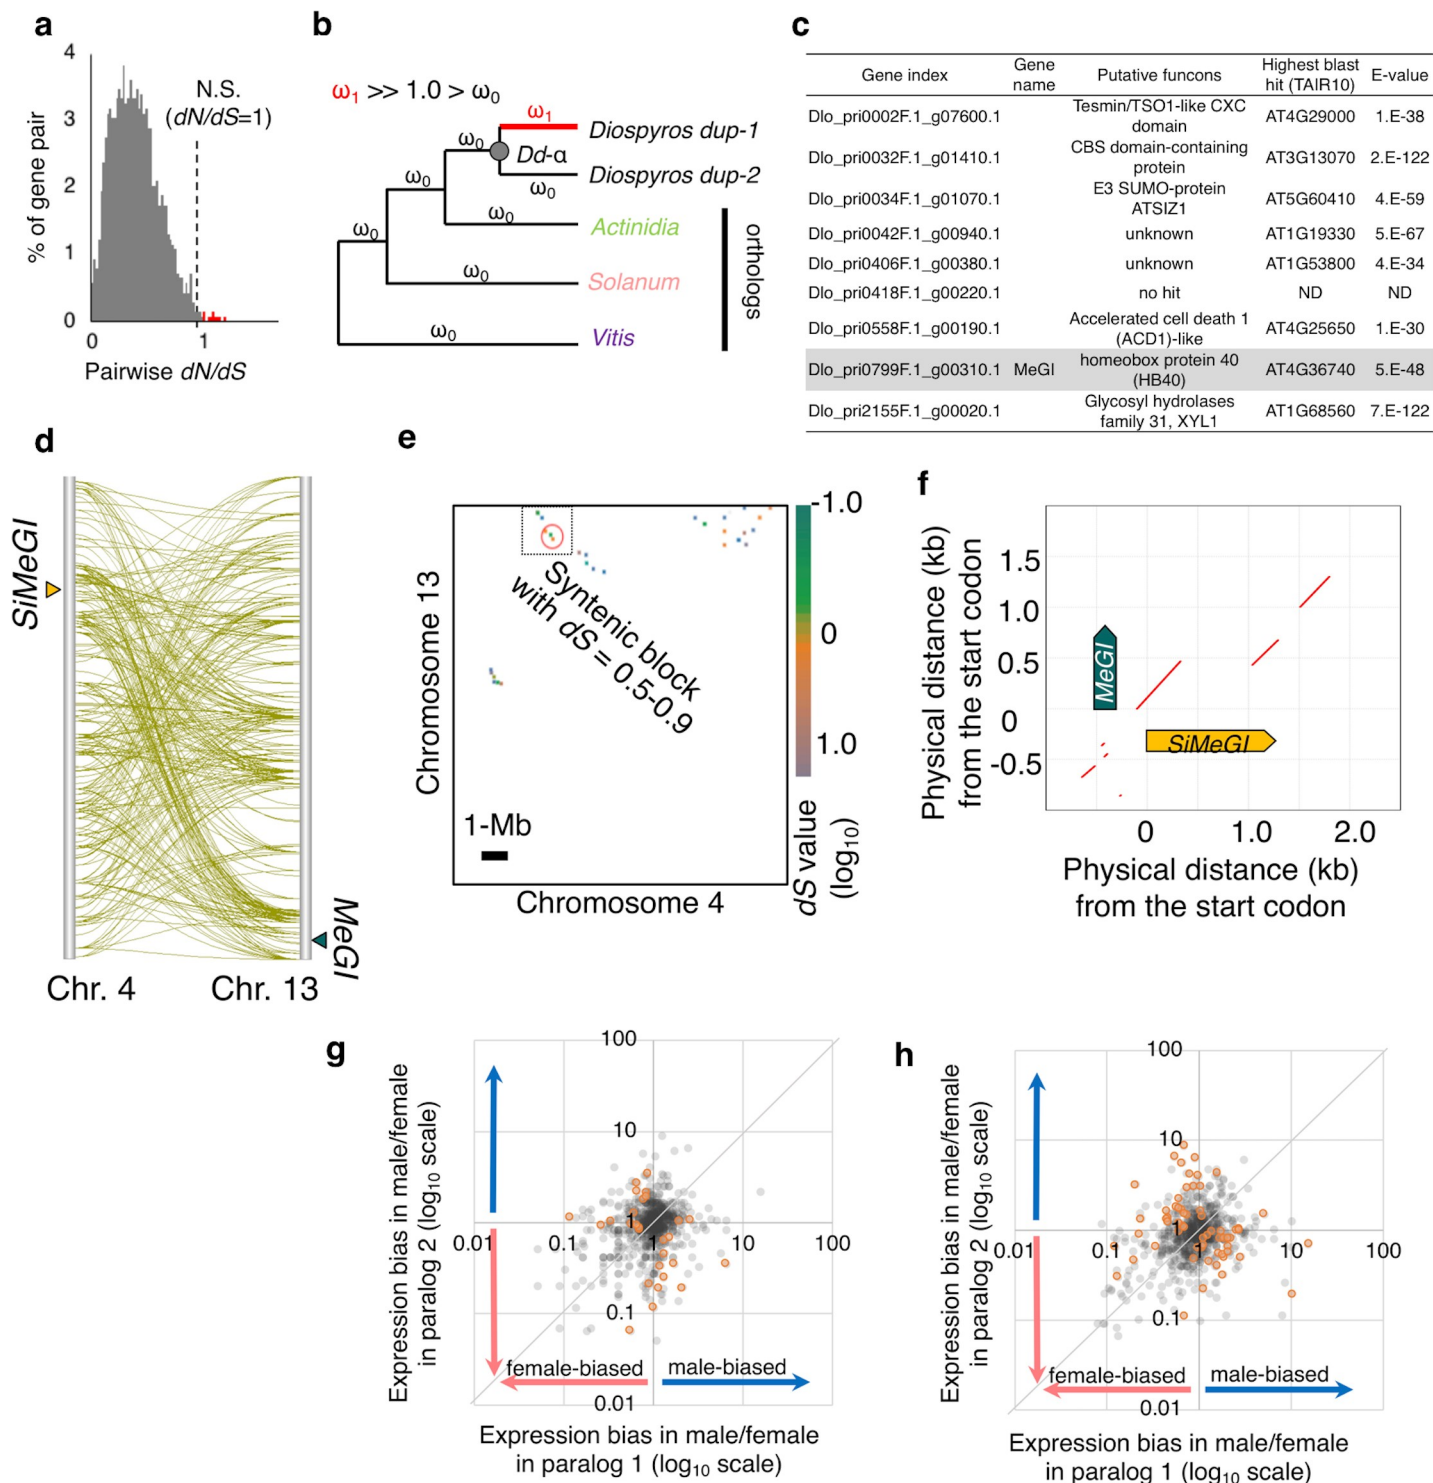 a
4
3
2
1
0
% of gene pair
N.S.
(dN/dS=1)
0
1
Pairwise dN/dS
b
ω1 >> 1.0 > ω0
ω1
Diospyros dup-1
ω0
Dd-α
Diospyros dup-2
ω0
ω0
ω0
Actinidia
ω0
ω0
Solanum
ω0
Vitis
orthologs
c
Gene index Gene name Putative funcons Highest blast hit (TAIR10) E-value
Dlo_pri0002F.1_g07600.1 Tesmin/TSO1-like CXC domain AT4G29000 1.E-38
Dlo_pri0032F.1_g01410.1 CBS domain-containing protein AT3G13070 2.E-122
Dlo_pri0034F.1_g01070.1 E3 SUMO-protein ATSIZ1 AT5G60410 4.E-59
Dlo_pri0042F.1_g00940.1 unknown AT1G19330 5.E-67
Dlo_pri0406F.1_g00380.1 unknown AT1G53800 4.E-34
Dlo_pri0418F.1_g00220.1 no hit ND ND
Dlo_pri0558F.1_g00190.1 Accelerated cell death 1 (ACD1)-like AT4G25650 1.E-30
Dlo_pri0799F.1_g00310.1 MeGI homeobox protein 40 (HB40) AT4G36740 5.E-48
Dlo_pri2155F.1_g00020.1 Glycosyl hydrolases family 31, XYL1 AT1G68560 7.E-122
d
SiMeGI
MeGI
Chr. 4
Chr. 13
e
Chromosome 13
Syntenic block
with dS = 0.5-0.9
1-Mb
Chromosome 4
-1.0
0
1.0
dS value
(log10)
f
Physical distance (kb)
from the start codon
1.5
1.0
0.5
0
-0.5
MeGI
SiMeGI
0
1.0
2.0
Physical distance (kb)
from the start codon
g
Expression bias in male/female
in paralog 2 (log10 scale)
100
10
1
0.01
0.1
1
10
100
0.1
female-biased
male-biased
0.01
Expression bias in male/female
in paralog 1 (log10 scale)
h
Expression bias in male/female
in paralog 2 (log10 scale)
100
10
1
0.01
0.1
1
10
100
0.1
female-biased
male-biased
0.01
Expression bias in male/female
in paralog 1 (log10 scale)